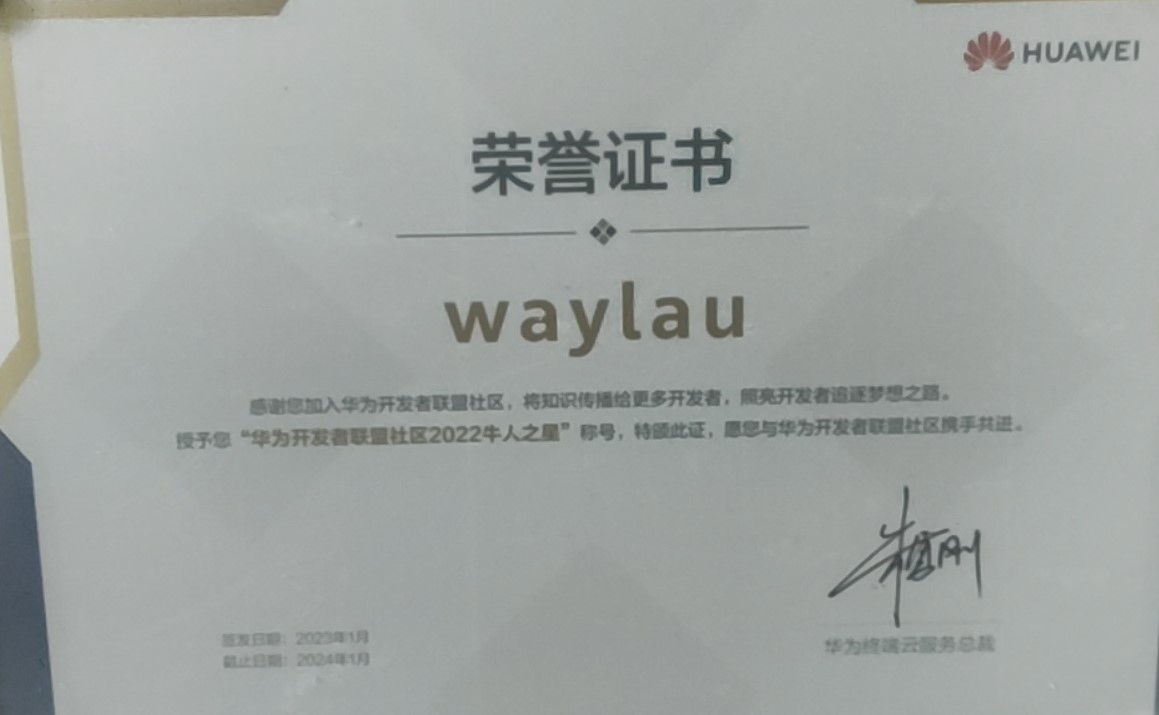 HUAWEI
荣誉证书
waylau
感谢您加入华为开发者联盟社区，将知识传播给更多开发者，照亮开发者追逐梦想之路。
授予您“华为开发者联盟社区2022牛人之星”称号，特颁此证，愿您与华为开发者联盟社区携手共进。
签发日期：2023年1月
截止日期：2024年1月
华为终端云服务总裁